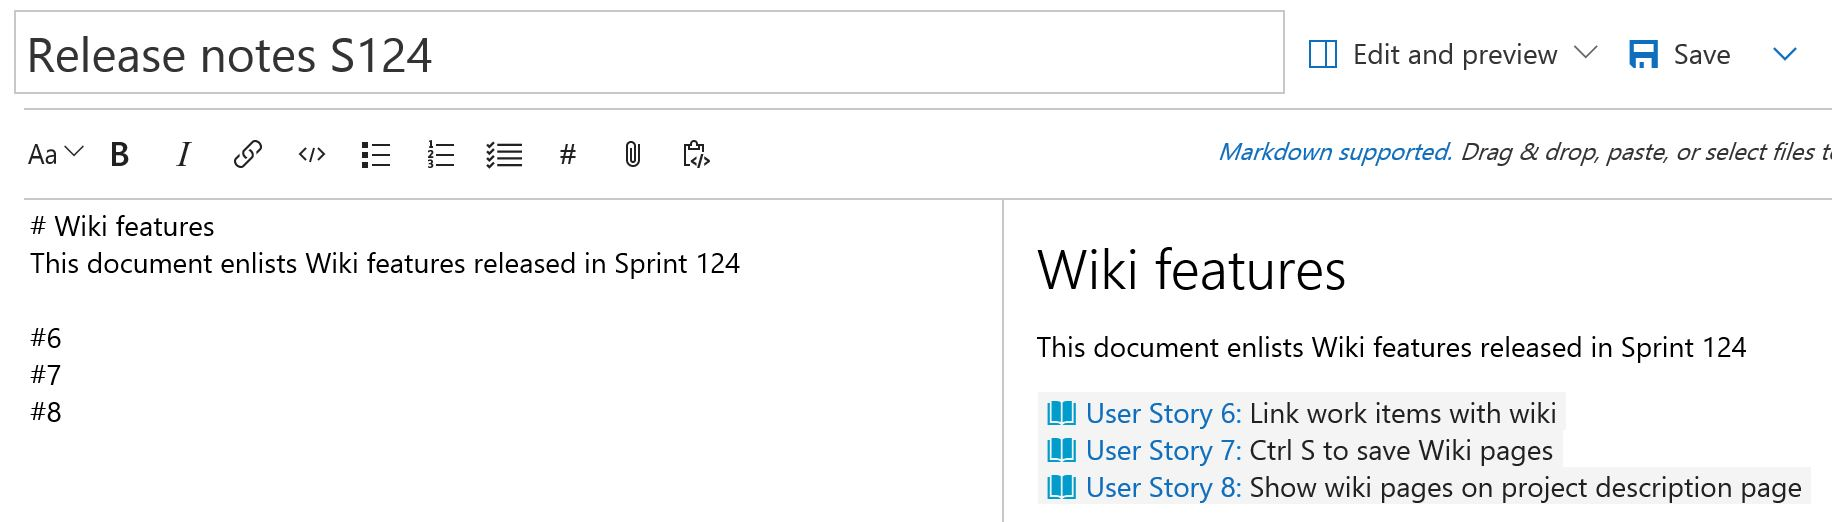 Release notes S124
Edit and preview
Save
Aa B I </> 1 2 3 # </>
Markdown supported. Drag & drop, paste, or select files
# Wiki features
This document enlists Wiki features released in Sprint 124
#6
#7
#8
Wiki features
This document enlists Wiki features released in Sprint 124
User Story 6: Link work items with wiki
User Story 7: Ctrl S to save Wiki pages
User Story 8: Show wiki pages on project description page